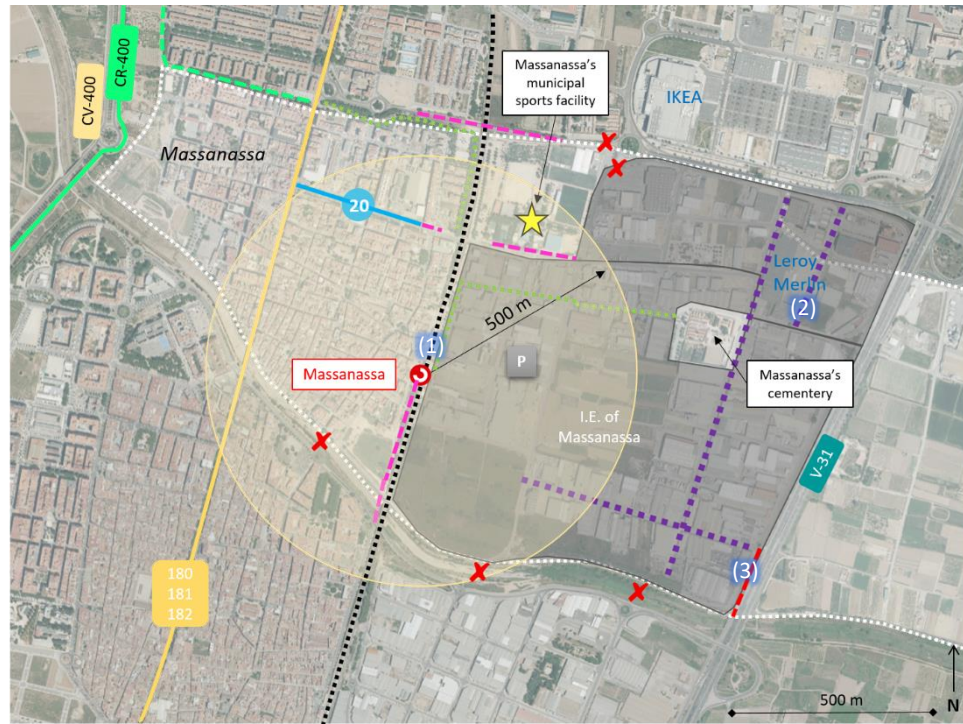 CV-400
CR-400
Massanassa
Massanassa's
municipal
sports facility
IKEA
20
Leroy
Merlin
(2)
500 m
(1)
P
Massanassa
Massanassa's
cementery
I.E. of
Massanassa
V-31
(3)
180
181
182
500 m
N